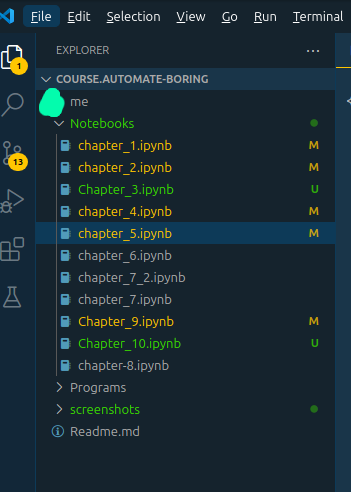 File Edit Selection View Go Run Terminal
EXPLORER
COURSE.AUTOMATE-BORING
me
Notebooks
chapter_1.ipynb M
chapter_2.ipynb M
Chapter_3.ipynb U
chapter_4.ipynb M
chapter_5.ipynb M
chapter_6.ipynb
chapter_7_2.ipynb
chapter_7.ipynb
Chapter_9.ipynb M
Chapter_10.ipynb U
chapter-8.ipynb
Programs
screenshots
Readme.md
1
13